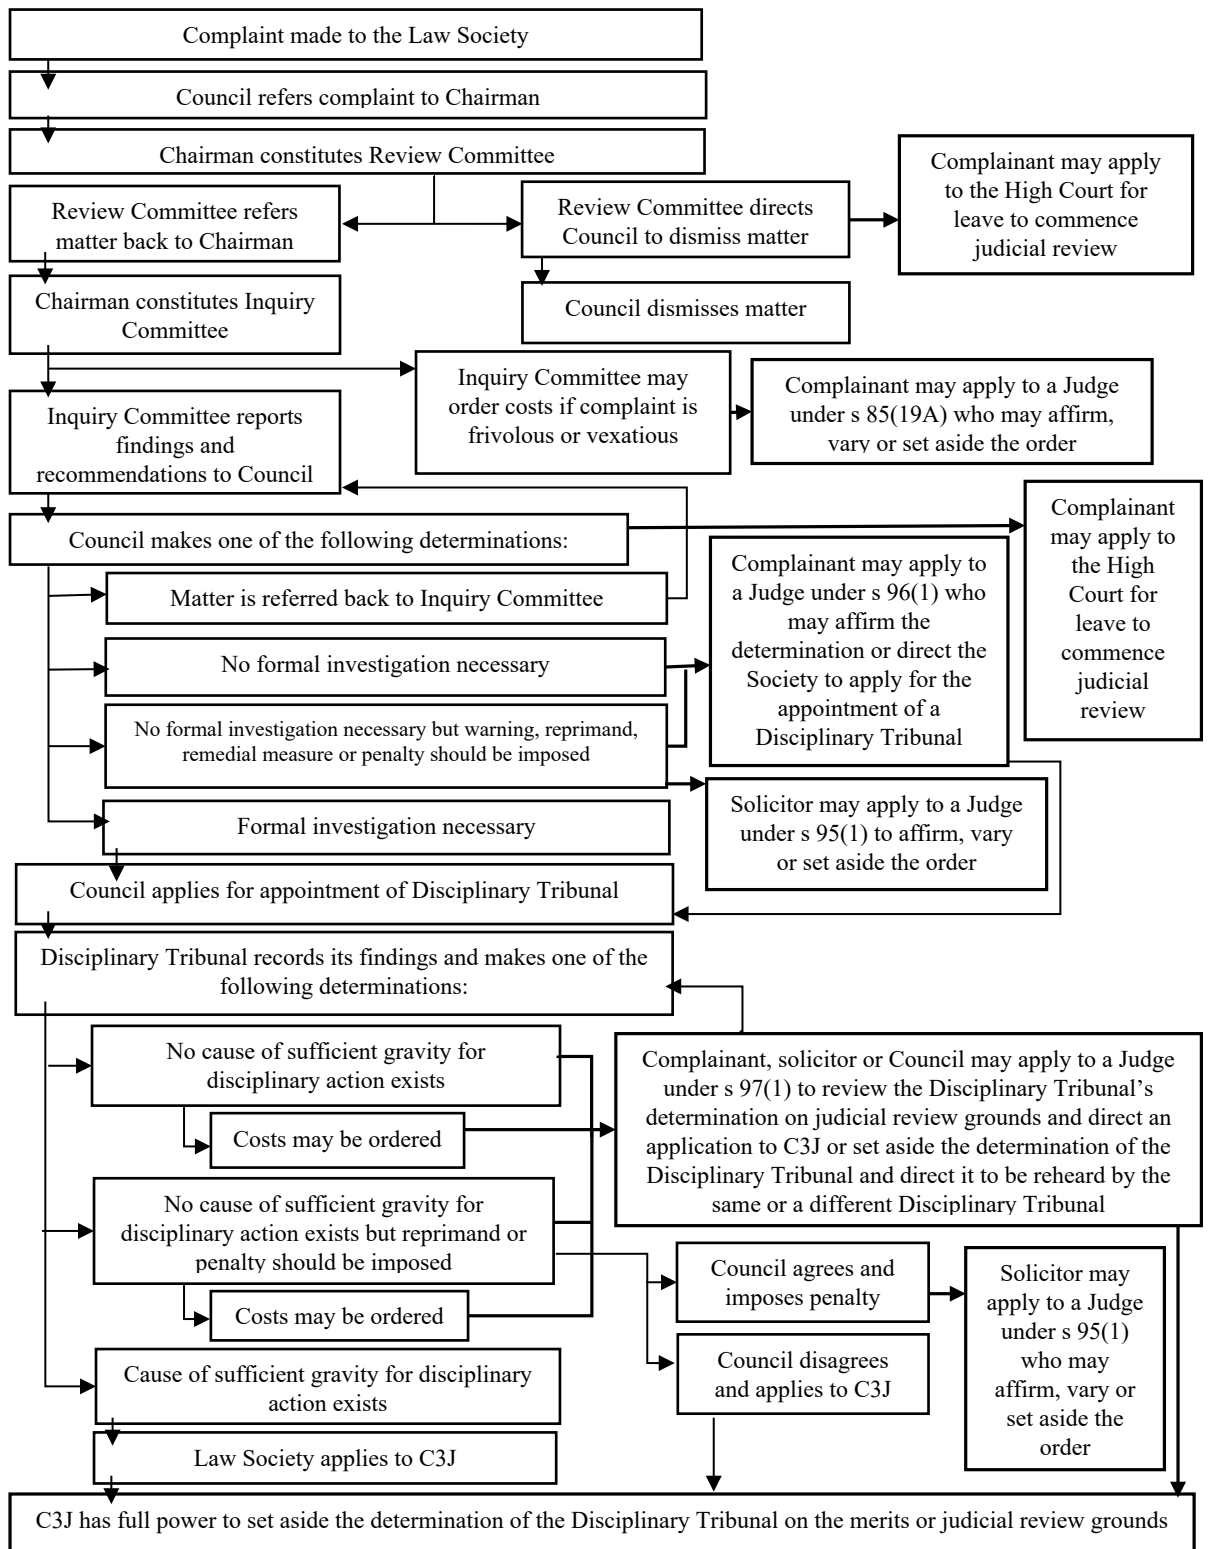 Complaint made to the Law Society
Council refers complaint to Chairman
Chairman constitutes Review Committee
Complainant may apply
to the High Court for
leave to commence
judicial review
Review Committee refers
matter back to Chairman
Review Committee directs
Council to dismiss matter
Chairman constitutes Inquiry
Committee
Council dismisses matter
Inquiry Committee may
order costs if complaint is
frivolous or vexatious
Complainant may apply to a Judge
under s 85(19A) who may affirm,
vary or set aside the order
Inquiry Committee reports
findings and
recommendations to Council
Council makes one of the following determinations:
Complainant
may apply to
the High
Court for
leave to
commence
judicial
review
Matter is referred back to Inquiry Committee
Complainant may apply to
a Judge under s 96(1) who
may affirm the
determination or direct the
Society to apply for the
appointment of a
Disciplinary Tribunal
No formal investigation necessary
No formal investigation necessary but warning, reprimand,
remedial measure or penalty should be imposed
Solicitor may apply to a Judge
under s 95(1) to affirm, vary
or set aside the order
Formal investigation necessary
Council applies for appointment of Disciplinary Tribunal
Disciplinary Tribunal records its findings and makes one of the
following determinations:
No cause of sufficient gravity for
disciplinary action exists
Costs may be ordered
Complainant, solicitor or Council may apply to a Judge
under s 97(1) to review the Disciplinary Tribunal’s
determination on judicial review grounds and direct an
application to C3J or set aside the determination of the
Disciplinary Tribunal and direct it to be reheard by the
same or a different Disciplinary Tribunal
No cause of sufficient gravity for
disciplinary action exists but reprimand or
penalty should be imposed
Costs may be ordered
Council agrees and
imposes penalty
Solicitor may
apply to a Judge
under s 95(1)
who may
affirm, vary or
set aside the
order
Council disagrees
and applies to C3J
Cause of sufficient gravity for disciplinary
action exists
Law Society applies to C3J
C3J has full power to set aside the determination of the Disciplinary Tribunal on the merits or judicial review grounds